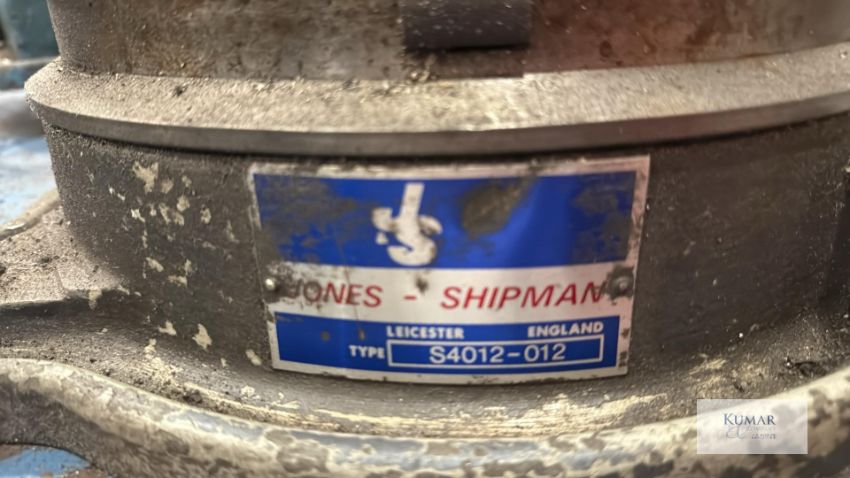 JS
JONES - SHIPMAN
LEICESTER ENGLAND
TYPE S4012-012
KUMAR